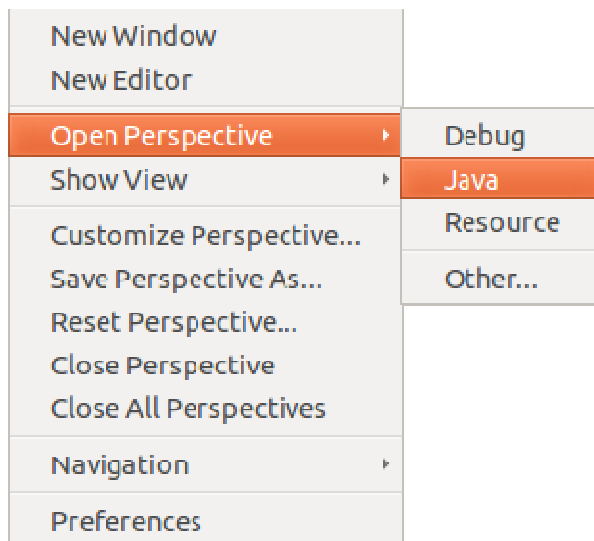 New Window
New Editor
Open Perspective
Show View
Customize Perspective...
Save Perspective As...
Reset Perspective...
Close Perspective
Close All Perspectives
Navigation
Preferences
Debug
Java
Resource
Other...